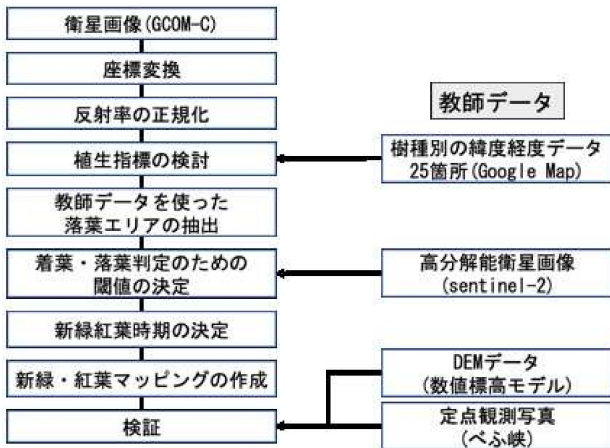 衛星画像(GCOM-C)
座標変換
反射率の正規化
植生指標の検討
教師データを使った
落葉エリアの抽出
着葉・落葉判定のための
閾値の決定
新緑紅葉時期の決定
新緑・紅葉マッピングの作成
検証
教師データ
樹種別の緯度経度データ
25箇所(Google Map)
高分解能衛星画像
(sentinel-2)
DEMデータ
(数値標高モデル)
定点観測写真
(べふ峡)